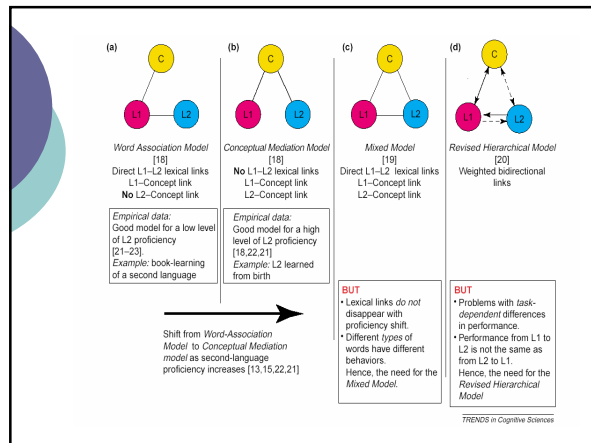 (a)
C
L1
L2
Word Association Model
[18]
Direct L1–L2 lexical links
L1–Concept link
No L2–Concept link
Empirical data:
Good model for a low level
of L2 proficiency
[21–23].
Example: book-learning
of a second language
(b)
C
L1
L2
Conceptual Mediation Model
[18]
No L1–L2 lexical links
L1–Concept link
L2–Concept link
Empirical data:
Good model for a high
level of L2 proficiency
[18,22,21]
Example: L2 learned
from birth
Shift from Word-Association
Model to Conceptual Mediation
model as second-language
proficiency increases [13,15,22,21]
(c)
C
L1
L2
Mixed Model
[19]
Direct L1–L2 lexical links
L1–Concept link
L2–Concept link
BUT
• Lexical links do not
disappear with
proficiency shift.
• Different types of
words have different
behaviors.
Hence, the need for the
Mixed Model.
(d)
C
L1
L2
Revised Hierarchical Model
[20]
Weighted bidirectional
links
BUT
• Problems with task-
dependent differences
in performance.
• Performance from L1 to
L2 is not the same as
from L2 to L1.
Hence, the need for the
Revised Hierarchical
Model
TRENDS in Cognitive Sciences